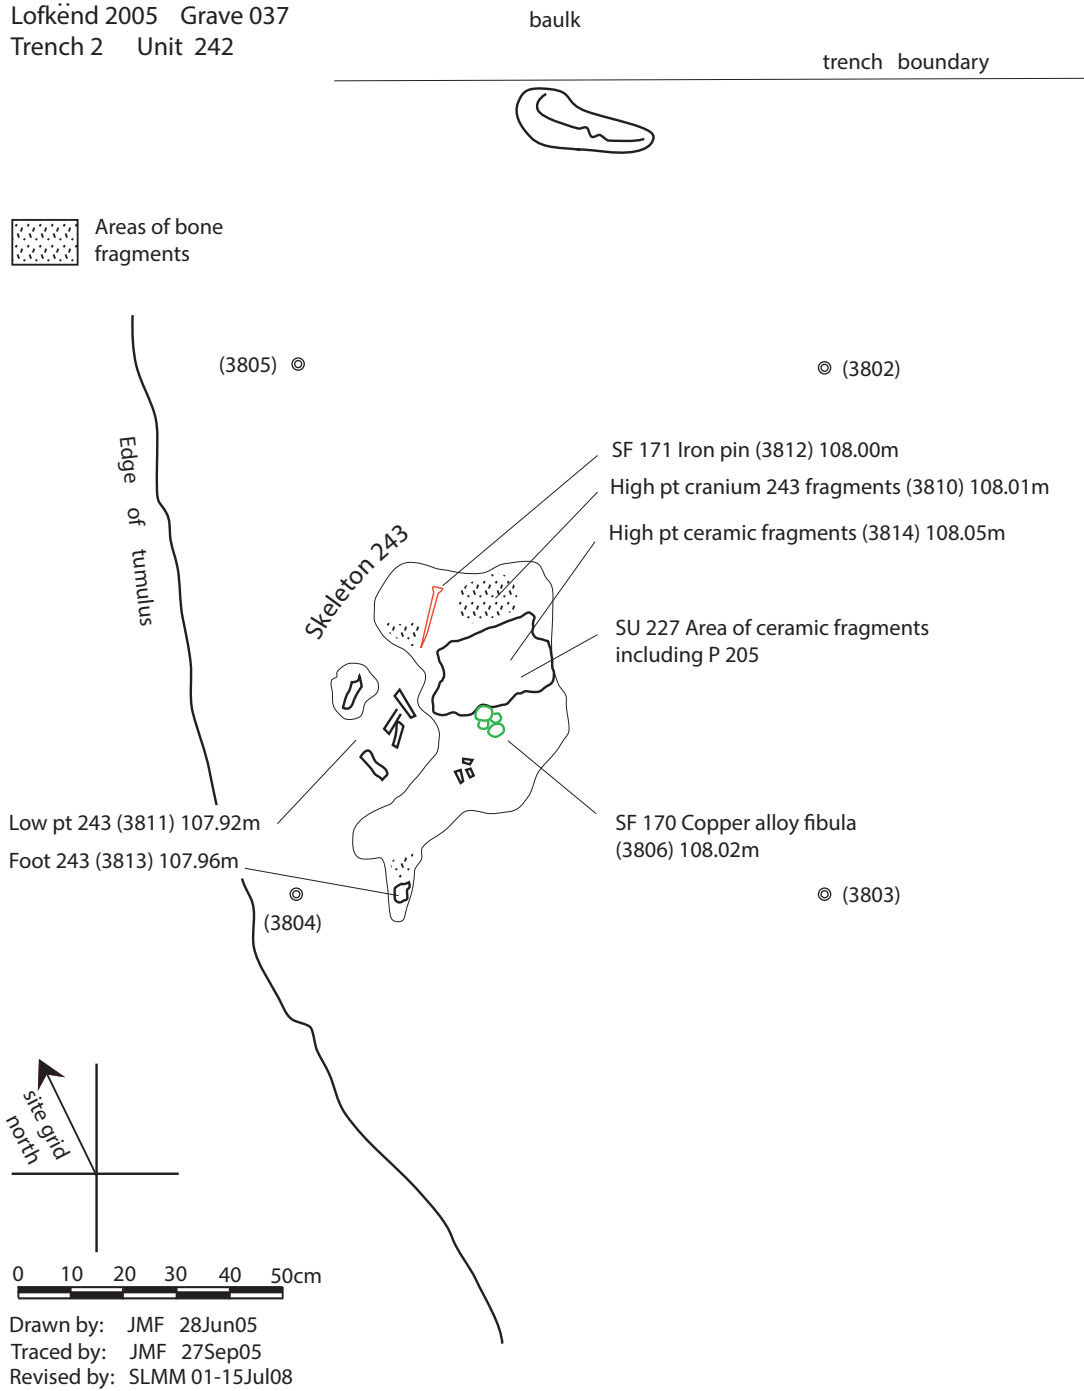 Lofkënd 2005 Grave 037
Trench 2 Unit 242
baulk
trench boundary
Areas of bone
fragments
(3805)
(3802)
Edge of tumulus
SF 171 Iron pin (3812) 108.00m
High pt cranium 243 fragments (3810) 108.01m
High pt ceramic fragments (3814) 108.05m
Skeleton 243
SU 227 Area of ceramic fragments
including P 205
Low pt 243 (3811) 107.92m
Foot 243 (3813) 107.96m
SF 170 Copper alloy fibula
(3806) 108.02m
(3804)
(3803)
site grid
north
0 10 20 30 40 50cm
Drawn by: JMF 28Jun05
Traced by: JMF 27Sep05
Revised by: SLMM 01-15Jul08